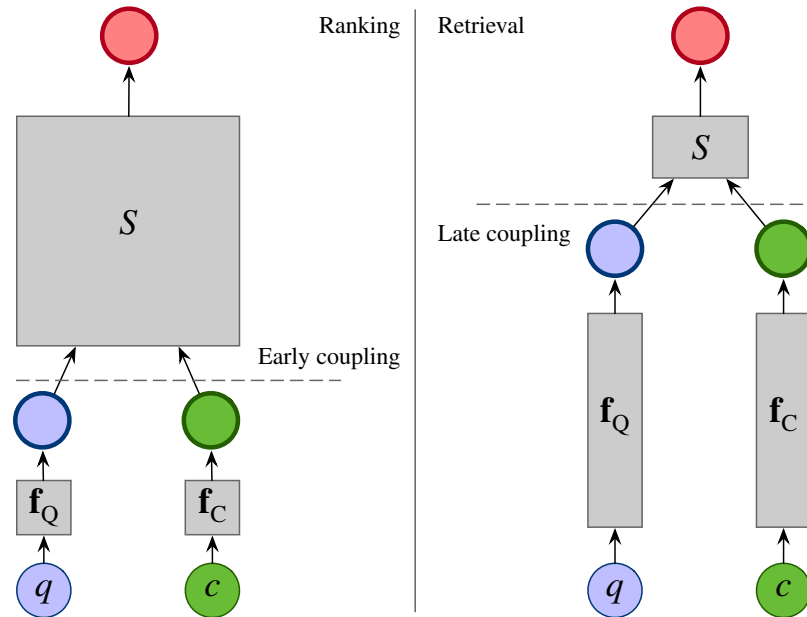 Ranking
S
Early coupling
f_Q
f_C
q
c
Retrieval
S
Late coupling
f_Q
f_C
q
c